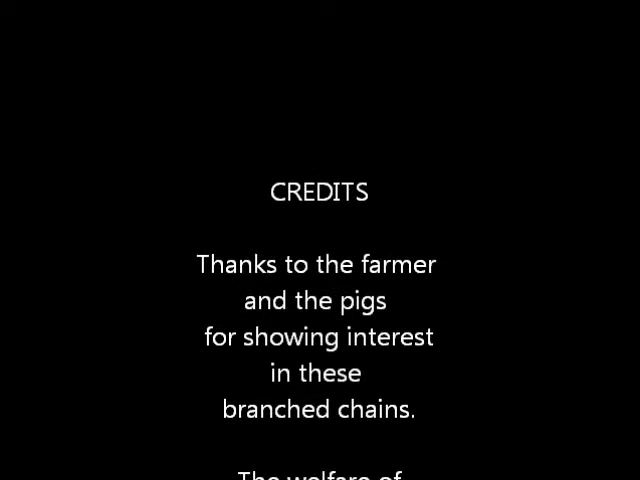 CREDITS
Thanks to the farmer
and the pigs
for showing interest
in these
branched chains.
The welfare of